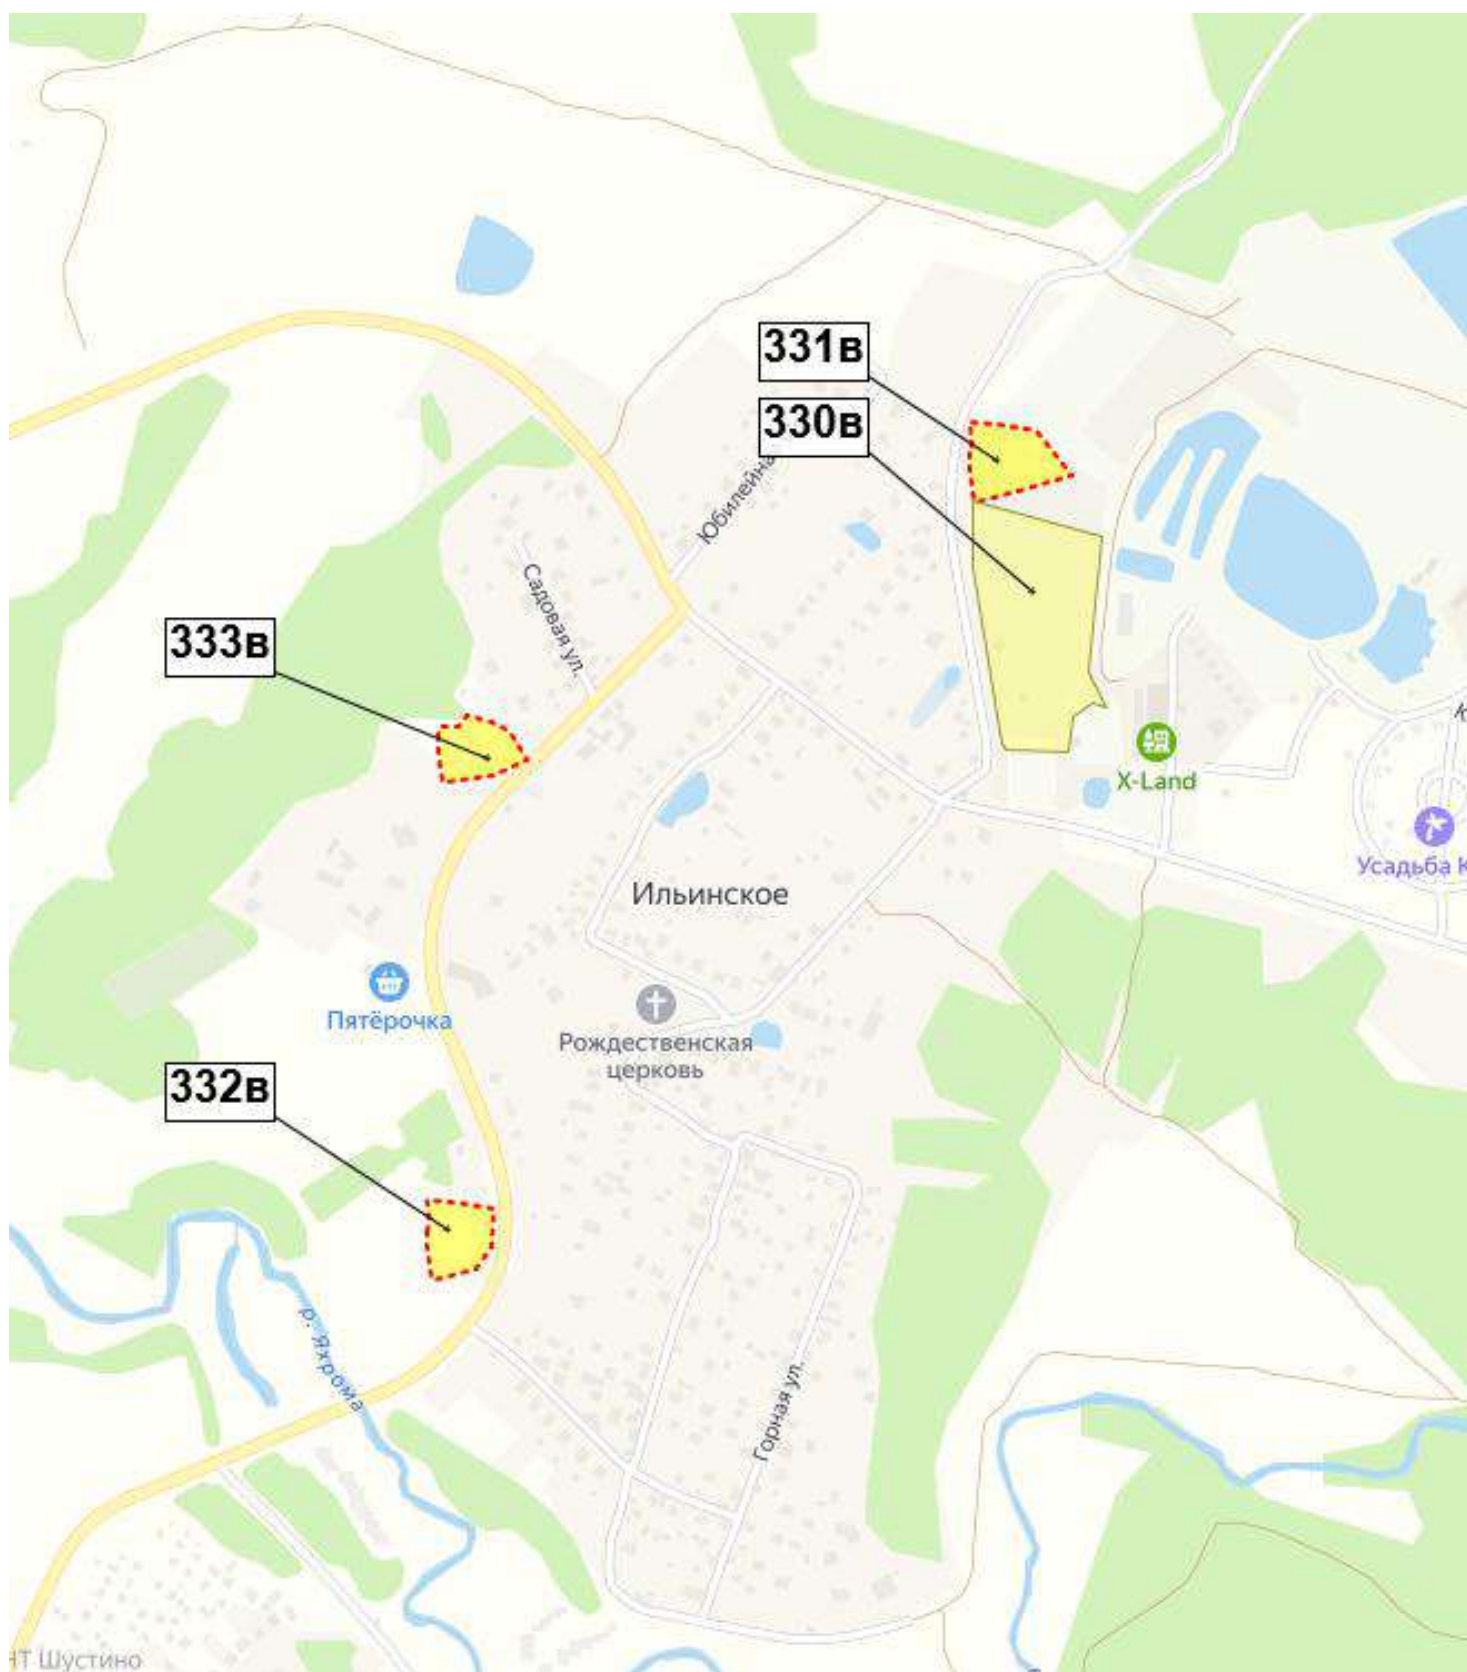 331в
330в
Юбилейна
Садовая ул.
333в
К
X-Land
Усадьба К
Ильинское
Пятёрочка
Рождественская
церковь
332в
р. Яхрома
Горная ул.
НТ Шустино